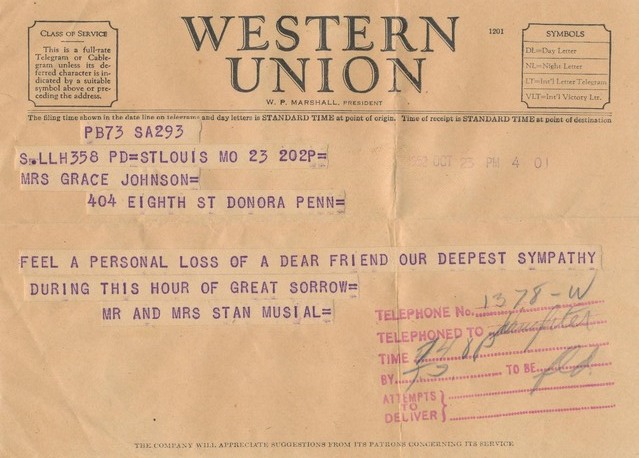 CLASS OF SERVICE
This is a full-rate
Telegram or Cable-
gram unless its de-
ferred character is in-
dicated by a suitable
symbol above or pre-
ceding the address.
WESTERN
UNION
W. P. MARSHALL, PRESIDENT
1201
SYMBOLS
DL=Day Letter
NL=Night Letter
LT=Int'l Letter Telegram
VLT=Int'l Victory Ltr.
The filing time shown in the date line on telegrams and day letters is STANDARD TIME at point of origin. Time of receipt is STANDARD TIME at point of destination
PB73 SA293
S.LLH358 PD=STLOUIS MO 23 202P=
OCT 23 PM 4 01
MRS GRACE JOHNSON=
404 EIGHTH ST DONORA PENN=
FEEL A PERSONAL LOSS OF A DEAR FRIEND OUR DEEPEST SYMPATHY
DURING THIS HOUR OF GREAT SORROW=
MR AND MRS STAN MUSIAL=
TELEPHONE No. 1378-W
TELEPHONED TO daughter
TIME
BY TO BE
ATTEMPTS
TO
DELIVER
THE COMPANY WILL APPRECIATE SUGGESTIONS FROM ITS PATRONS CONCERNING ITS SERVICE